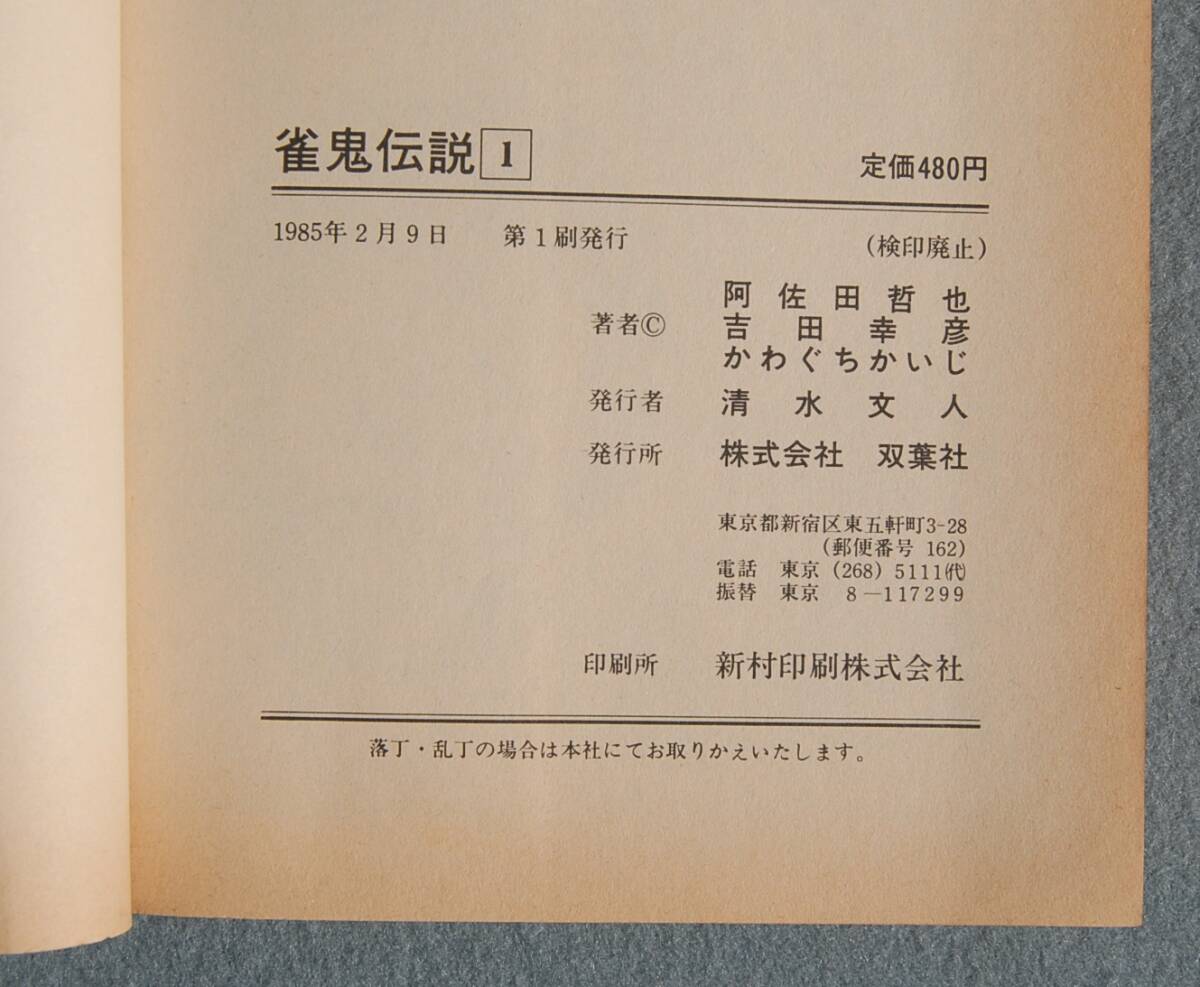 雀鬼伝説 1
定価480円
1985年2月9日 第1刷発行 (検印廃止)
著者© 阿佐田哲也
吉田幸彦
かわぐちかいじ
発行者 清水文人
発行所 株式会社 双葉社
東京都新宿区東五軒町3-28
(郵便番号 162)
電話 東京 (268) 5111(代)
振替 東京 8―117299
印刷所 新村印刷株式会社
落丁・乱丁の場合は本社にてお取りかえいたします。